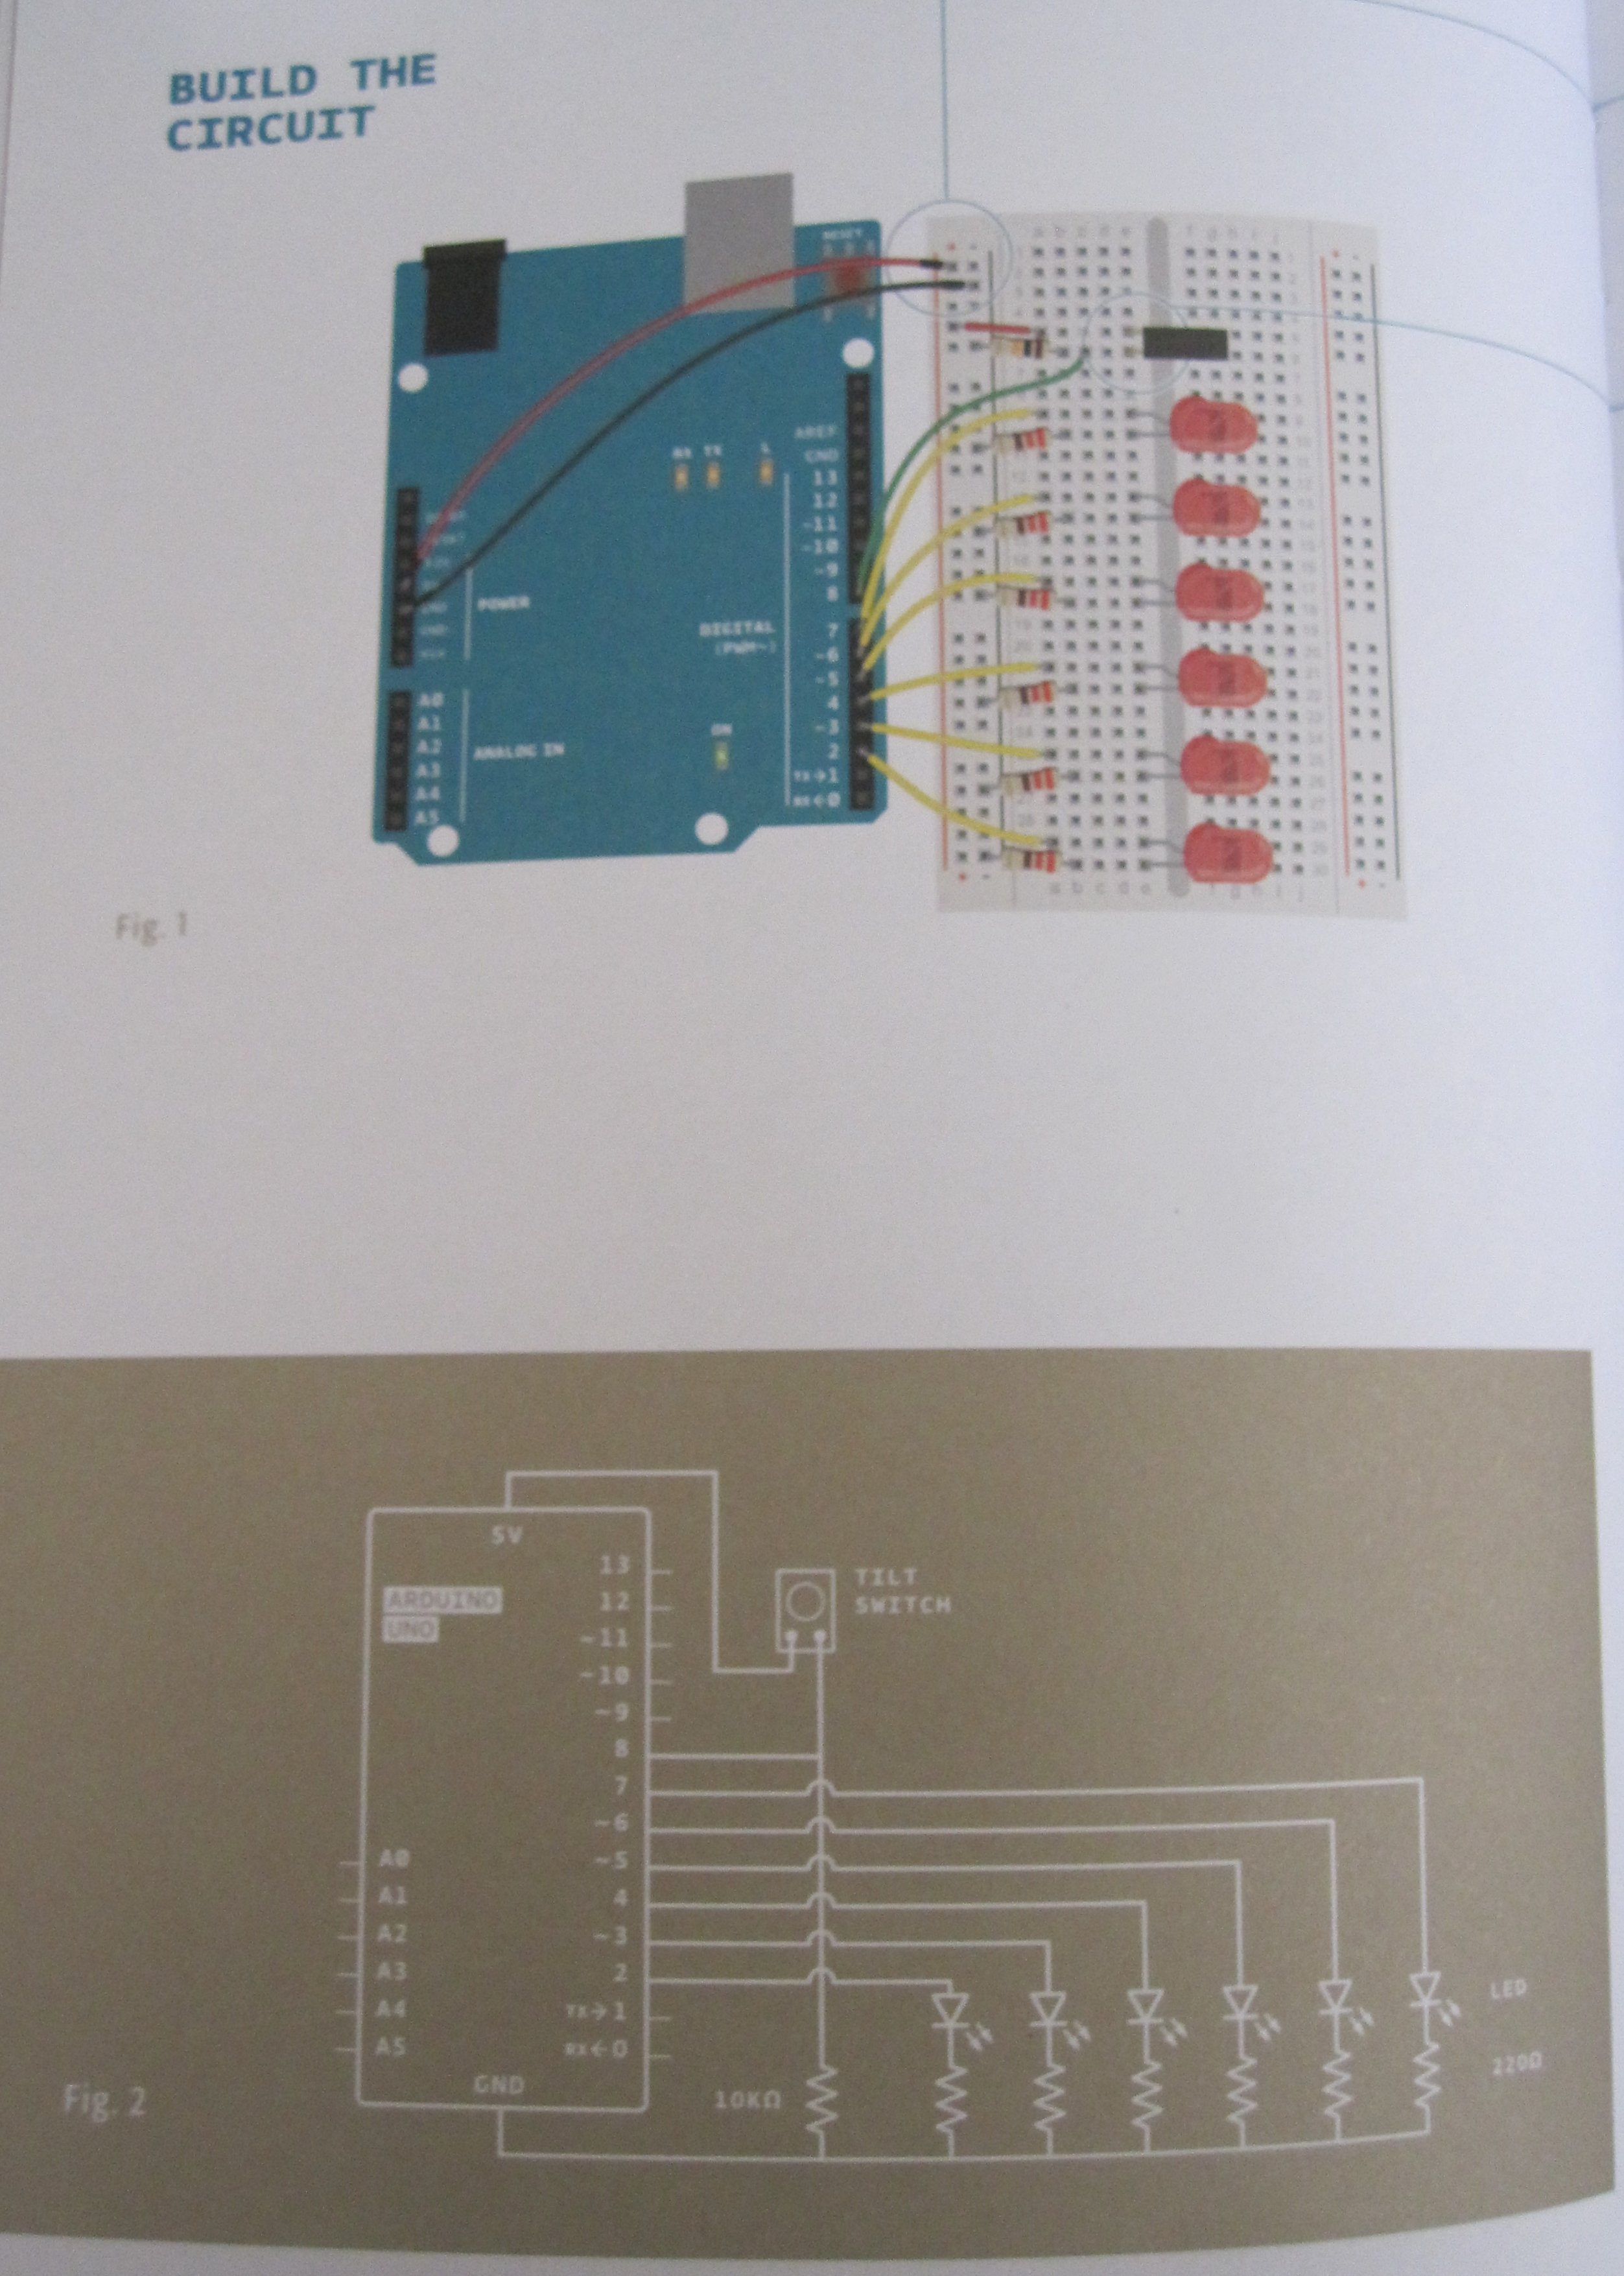 BUILD THE
CIRCUIT
RESET
AREF
GND
13
12
~11
~10
~9
8
7
~6
~5
4
~3
2
TX→1
RX←0
RX TX L
POWER
DIGITAL
(PWM~)
ON
A0
A1
A2
A3
A4
A5
ANALOG IN
a b c d e
f g h i j
+ -
Fig. 1
5V
ARDUINO
UNO
13
12
~11
~10
~9
8
7
~6
~5
4
~3
2
TX→1
RX←0
A0
A1
A2
A3
A4
A5
GND
TILT
SWITCH
10KΩ
LED
220Ω
Fig. 2